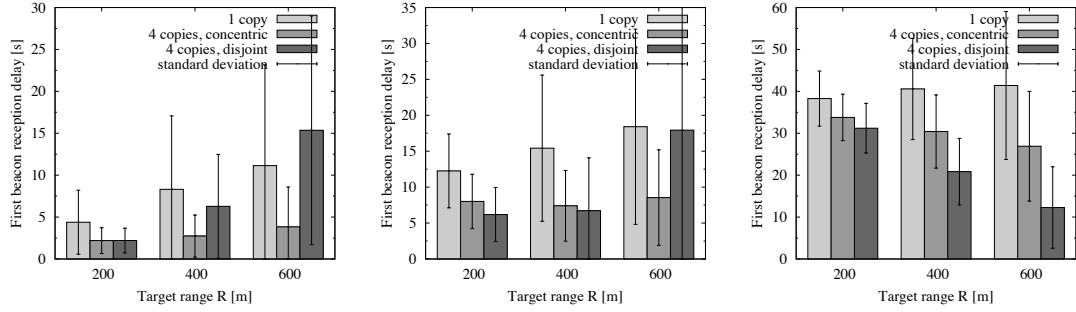 First beacon reception delay [s]
30
25
20
15
10
5
0
1 copy
4 copies, concentric
4 copies, disjoint
standard deviation
200 400 600
Target range R [m]
First beacon reception delay [s]
35
30
25
20
15
10
5
0
1 copy
4 copies, concentric
4 copies, disjoint
standard deviation
200 400 600
Target range R [m]
First beacon reception delay [s]
60
50
40
30
20
10
0
1 copy
4 copies, concentric
4 copies, disjoint
standard deviation
200 400 600
Target range R [m]